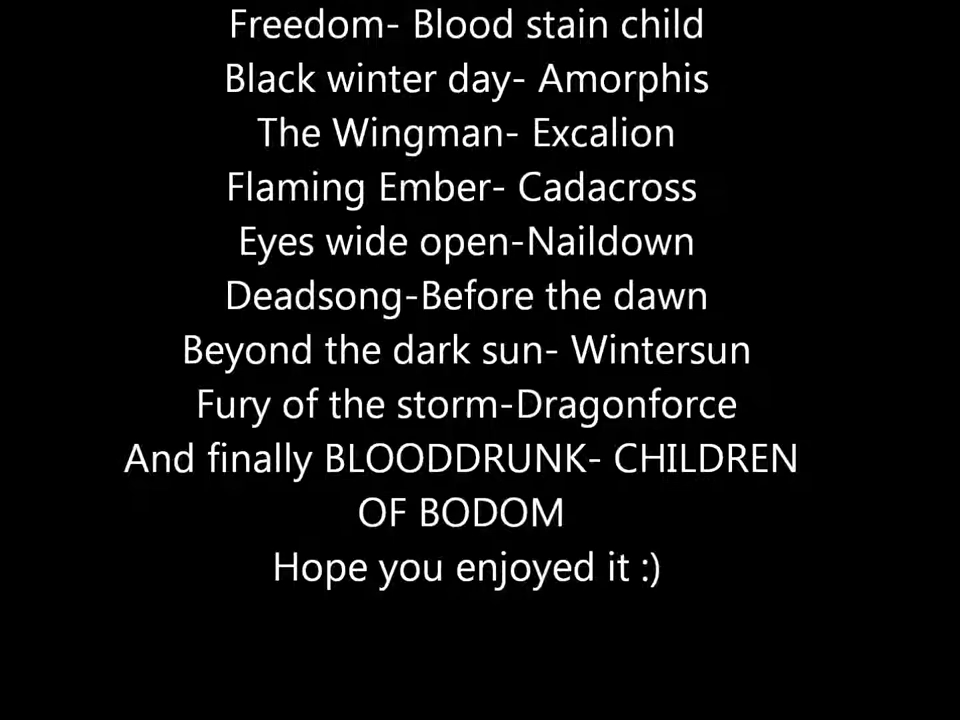 Freedom- Blood stain child
Black winter day- Amorphis
The Wingman- Excalion
Flaming Ember- Cadacross
Eyes wide open-Naildown
Deadsong-Before the dawn
Beyond the dark sun- Wintersun
Fury of the storm-Dragonforce
And finally BLOODDRUNK- CHILDREN
OF BODOM
Hope you enjoyed it :)